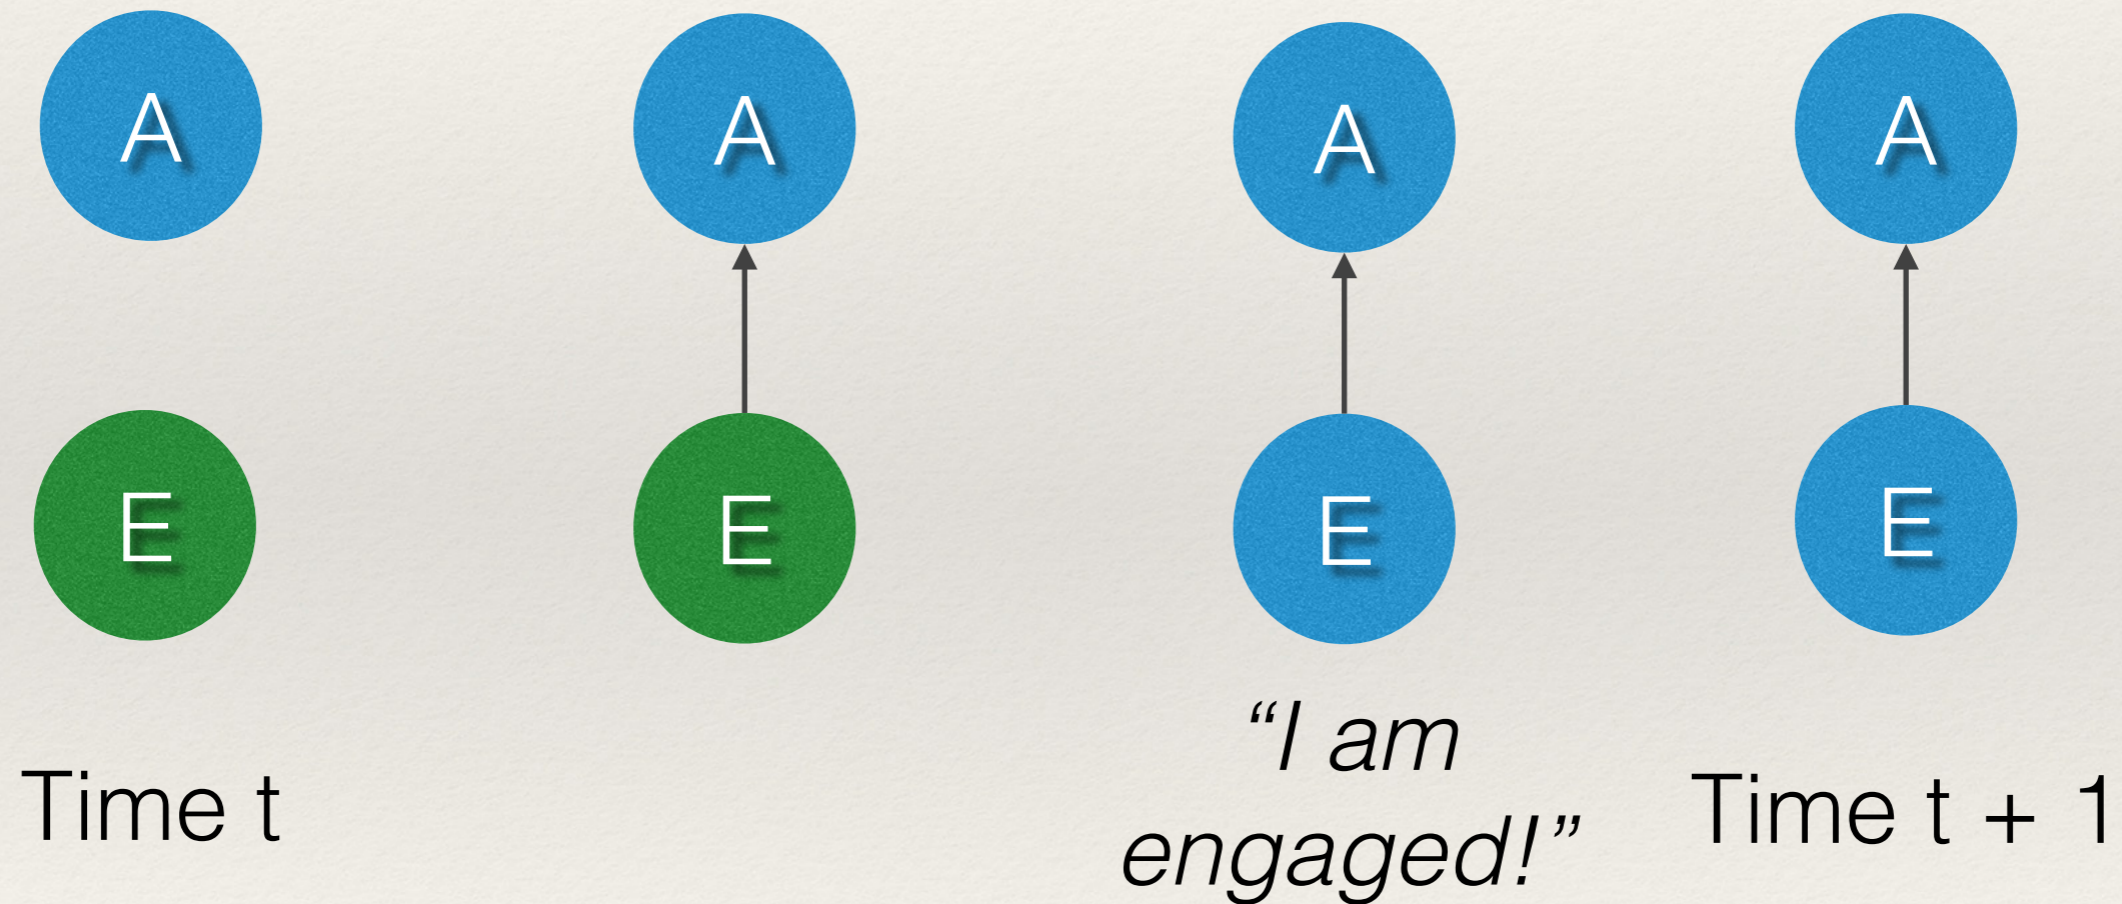 A A A A
E E E E
“I am
engaged!”
Time t
Time t + 1